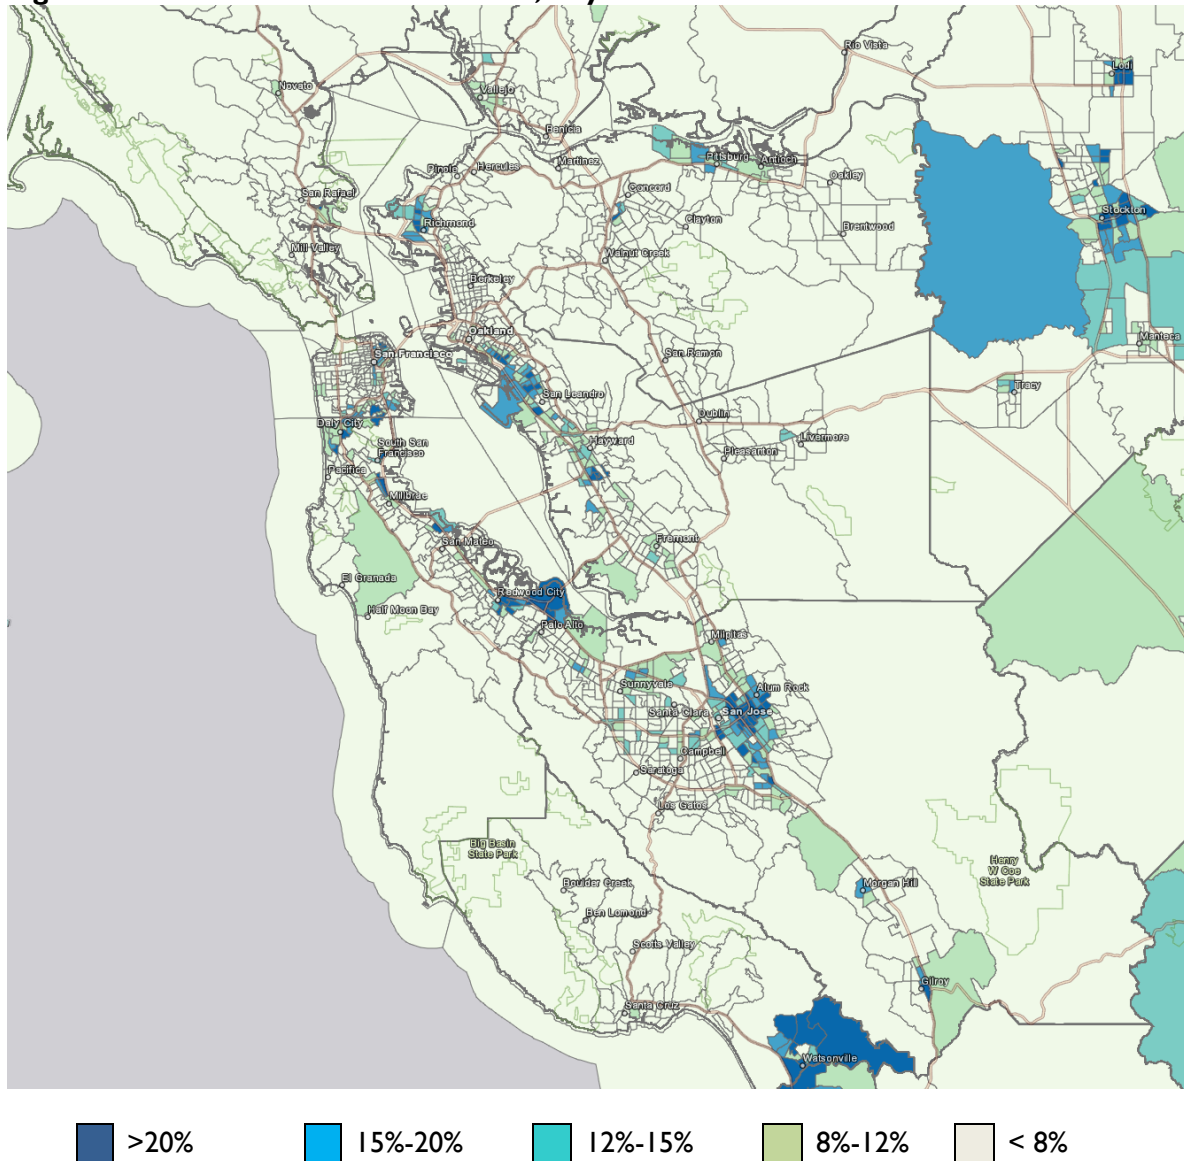 Rio Vista
Lodi
Novato
Vallejo
Benicia
Martinez
Pittsburg
Antioch
Pinole
Hercules
Oakley
San Rafael
Concord
Stockton
Richmond
Clayton
Brentwood
Mill Valley
Walnut Creek
Berkeley
Oakland
Manteca
San Francisco
San Ramon
Tracy
San Leandro
Dublin
Daly City
Hayward
Livermore
South San
Francisco
Pleasanton
Pacifica
Millbrae
San Mateo
Fremont
El Granada
Redwood City
Half Moon Bay
Palo Alto
Milpitas
Sunnyvale
Alum Rock
Santa Clara
San Jose
Campbell
Saratoga
Los Gatos
Big Basin
State Park
Henry
W Coe
State Park
Boulder Creek
Morgan Hill
Ben Lomond
Scotts Valley
Gilroy
Santa Cruz
Watsonville
>20%
15%-20%
12%-15%
8%-12%
< 8%